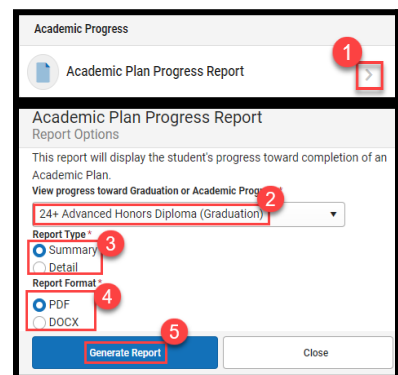 Academic Progress
1
Academic Plan Progress Report
Academic Plan Progress Report
Report Options
This report will display the student's progress toward completion of an
Academic Plan.
View progress toward Graduation or Academic Progr
2
24+ Advanced Honors Diploma (Graduation)
Report Type *
Summary
3
Detail
Report Format *
4
PDF
DOCX
5
Generate Report
Close